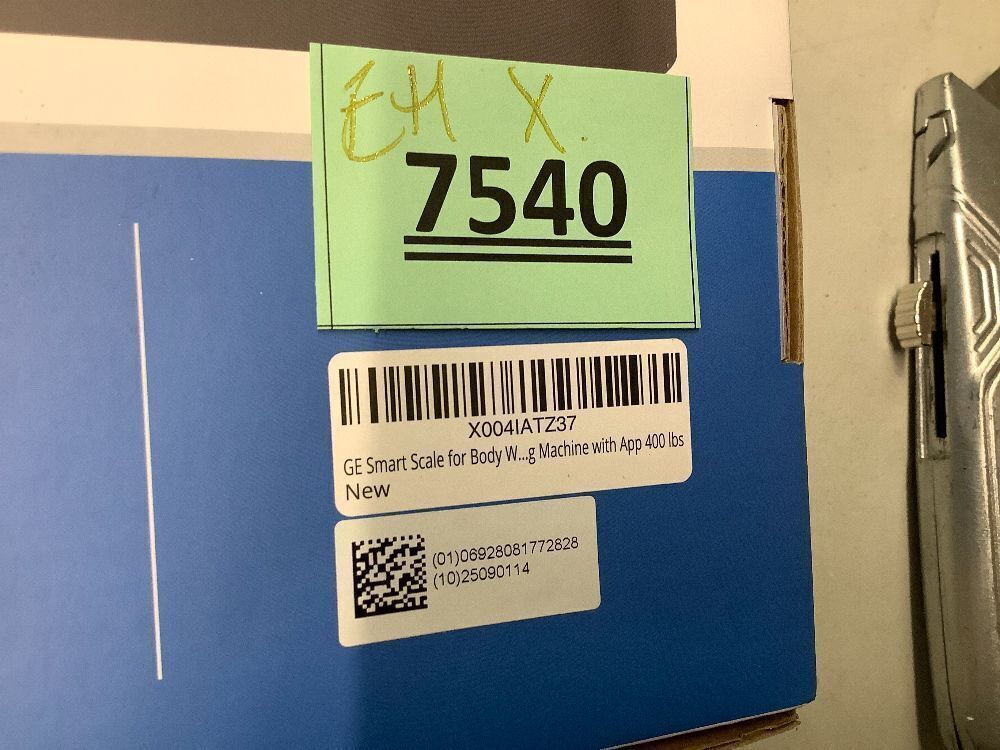 EH X.
7540
X004IATZ37
GE Smart Scale for Body W...g Machine with App 400 lbs
New
(01)06928081772828
(10)25090114